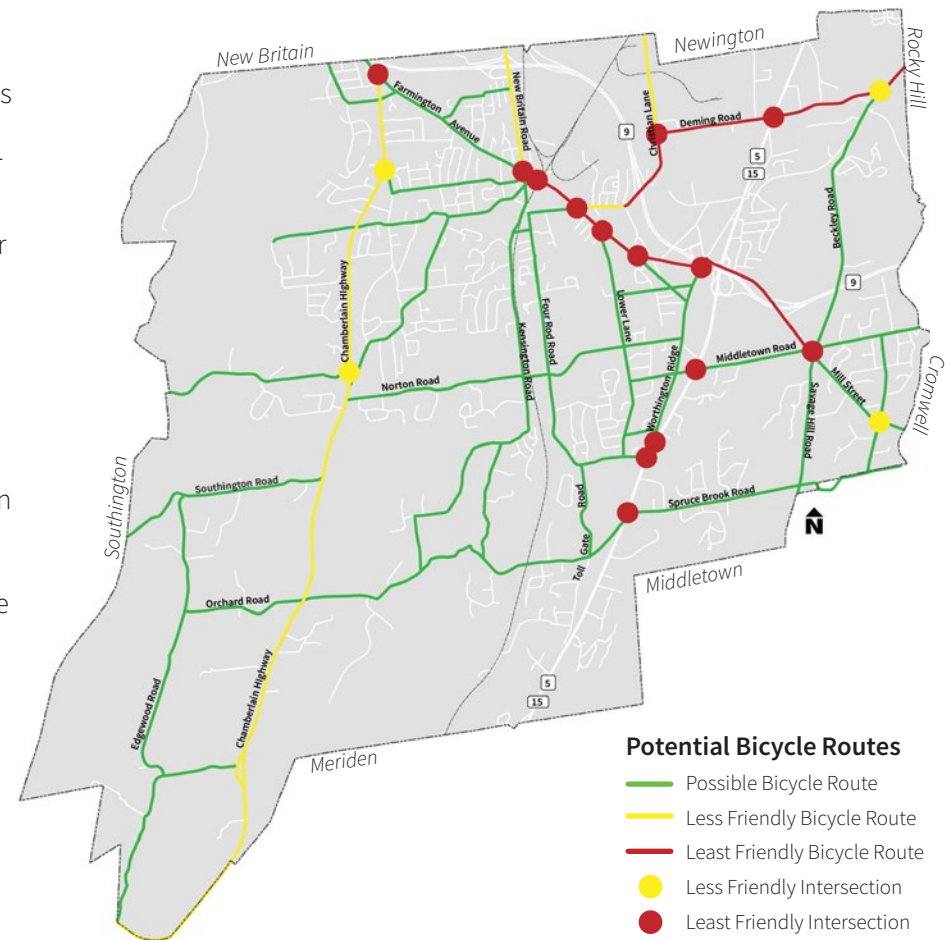 s
r
n
e
New Britain
Newington
Rocky Hill
Farmington
Avenue
New Britain Road
Christian Lane
9
Deming Road
5
15
Beckley Road
9
Chamberlain Highway
Lower Lane
Four Rod Road
Kensington Road
Middletown Road
Worthington Ridge
Norton Road
Mill Street
Savage Hill Road
Cromwell
Southington
Southington Road
Spruce Brook Road
N
Toll Gate Road
Middletown
Orchard Road
Edgewood Road
Chamberlain Highway
5
15
Meriden
Potential Bicycle Routes
Possible Bicycle Route
Less Friendly Bicycle Route
Least Friendly Bicycle Route
Less Friendly Intersection
Least Friendly Intersection